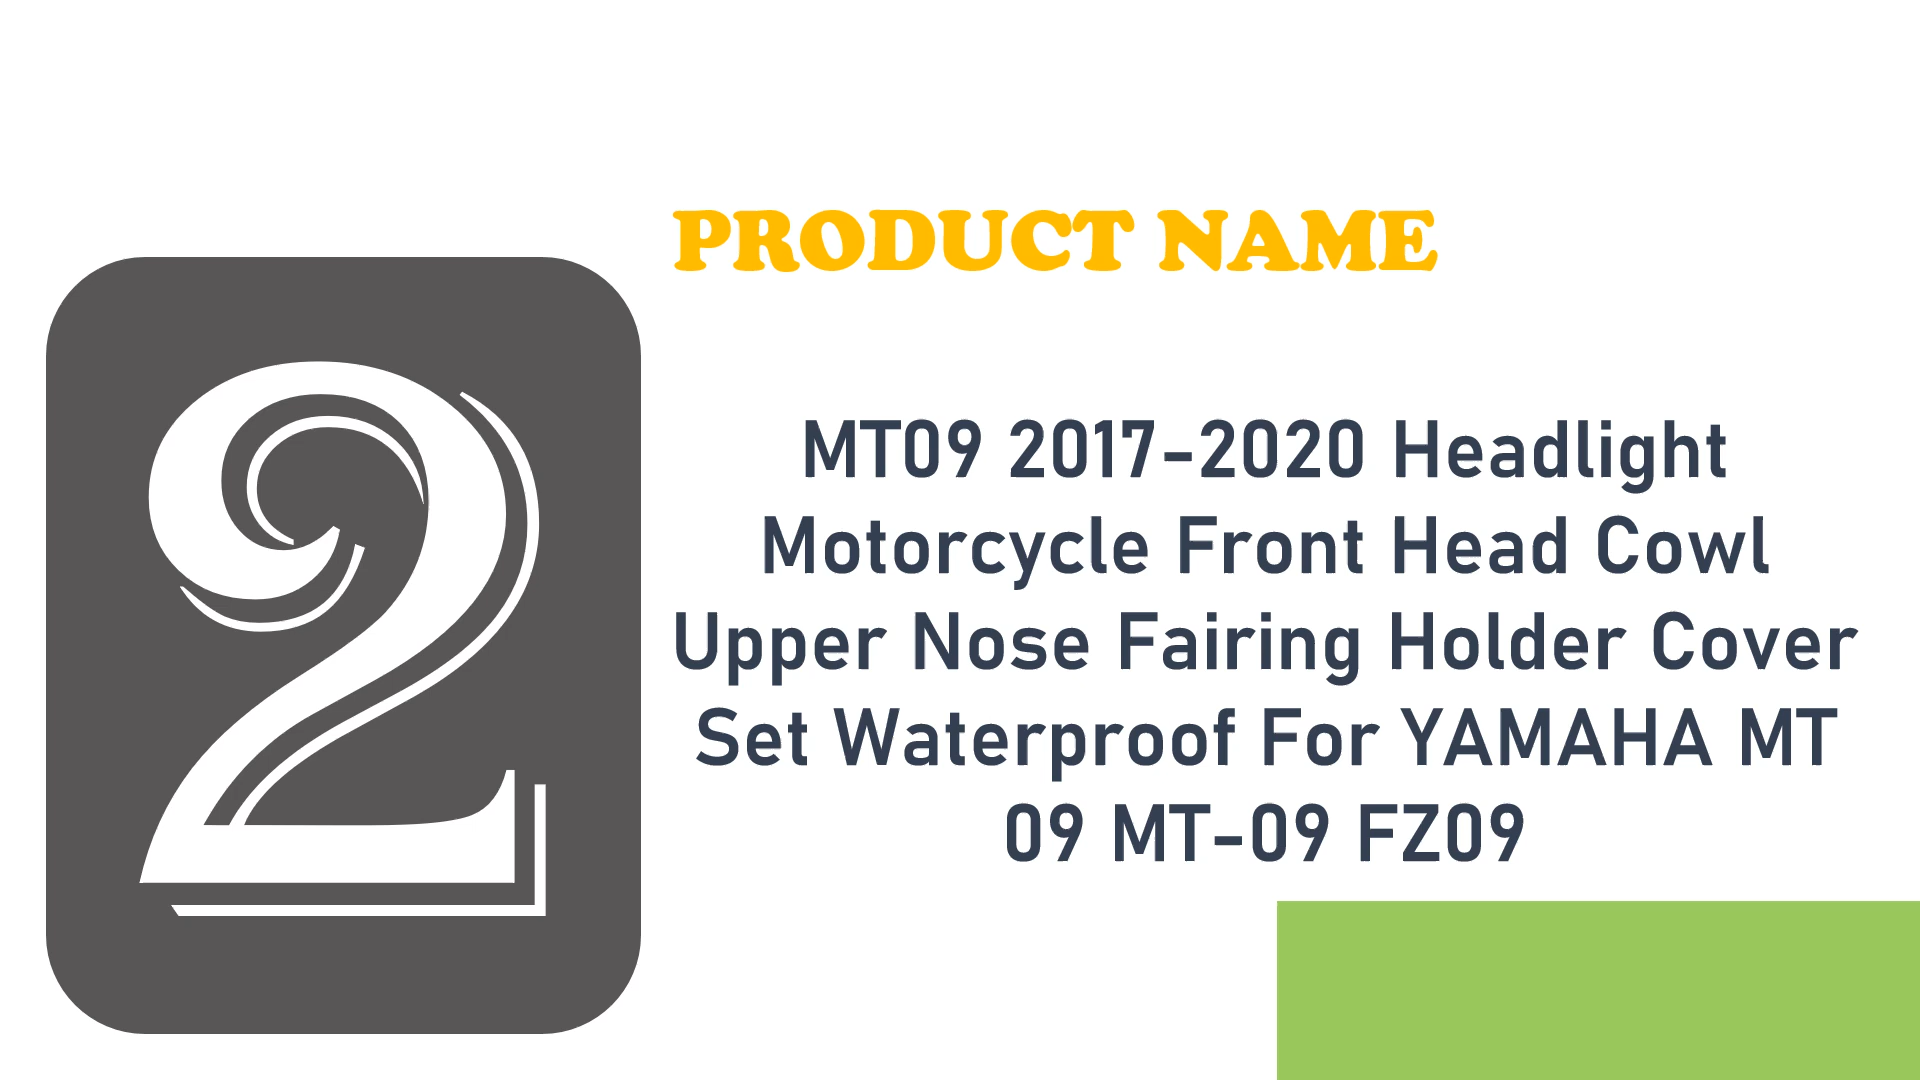 PRODUCT NAME
2
MT09 2017-2020 Headlight
Motorcycle Front Head Cowl
Upper Nose Fairing Holder Cover
Set Waterproof For YAMAHA MT
09 MT-09 FZ09